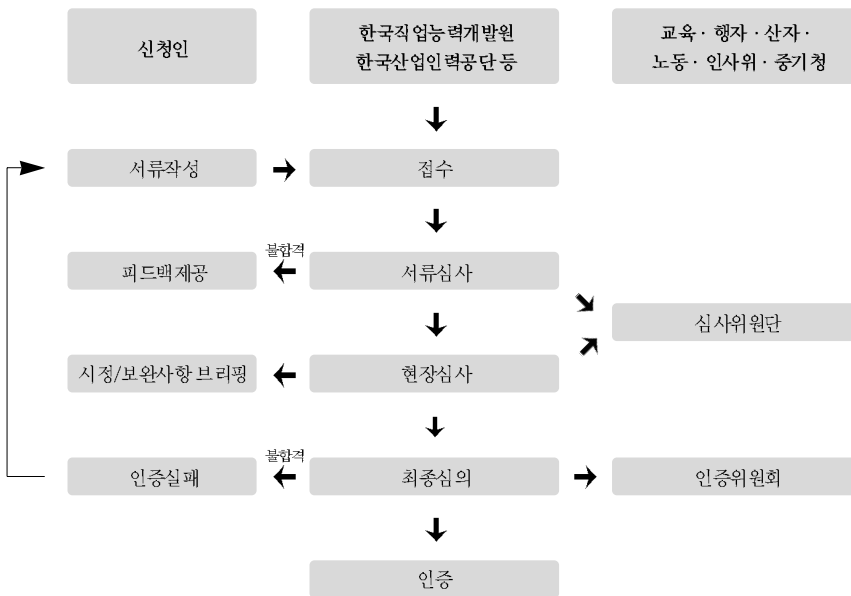 신청인
한국직업능력개발원
한국산업인력공단 등
교육 · 행자 · 산자 ·
노동 · 인사위 · 중기청
서류작성
접수
불합격
피드백제공
서류심사
심사위원단
시정/보완사항 브리핑
현장심사
불합격
인증실패
최종심의
인증위원회
인증